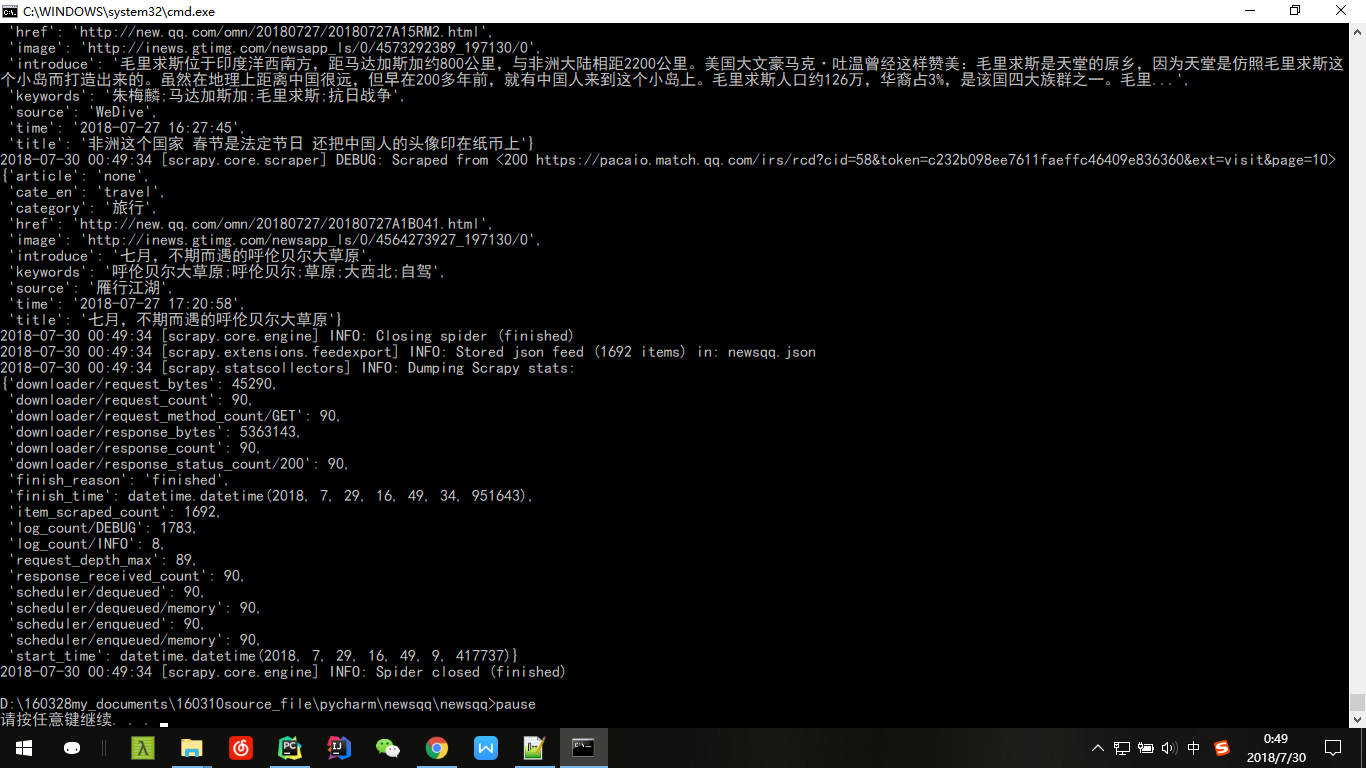 C:\WINDOWS\system32\cmd.exe
'href': 'http://new.qq.com/omn/20180727/20180727A15RM2.html',
'image': 'http://inews.gtimg.com/newsapp_ls/0/4573292389_197130/0',
'introduce': '毛里求斯位于印度洋西南方，距马达加斯加约800公里，与非洲大陆相距2200公里。美国大文豪马克·吐温曾经这样赞美：毛里求斯是天堂的原乡，因为天堂是仿照毛里求斯这
个小岛而打造出来的。虽然在地理上距离中国很远，但早在200多年前，就有中国人来到这个小岛上。毛里求斯人口约126万，华裔占3%，是该国四大族群之一。毛里...',
'keywords': '朱梅麟;马达加斯加;毛里求斯;抗日战争',
'source': 'WeDive',
'time': '2018-07-27 16:27:45',
'title': '非洲这个国家 春节是法定节日 还把中国人的头像印在纸币上'}
2018-07-30 00:49:34 [scrapy.core.scraper] DEBUG: Scraped from <200 https://pacaio.match.qq.com/irs/rcd?cid=58&token=c232b098ee7611faeffc46409e836360&ext=visit&page=10>
{'article': 'none',
'cate_en': 'travel',
'category': '旅行',
'href': 'http://new.qq.com/omn/20180727/20180727A1B041.html',
'image': 'http://inews.gtimg.com/newsapp_ls/0/4564273927_197130/0',
'introduce': '七月，不期而遇的呼伦贝尔大草原',
'keywords': '呼伦贝尔大草原;呼伦贝尔;草原;大西北;自驾',
'source': '雁行江湖',
'time': '2018-07-27 17:20:58',
'title': '七月，不期而遇的呼伦贝尔大草原'}
2018-07-30 00:49:34 [scrapy.core.engine] INFO: Closing spider (finished)
2018-07-30 00:49:34 [scrapy.extensions.feedexport] INFO: Stored json feed (1692 items) in: newsqq.json
2018-07-30 00:49:34 [scrapy.statscollectors] INFO: Dumping Scrapy stats:
{'downloader/request_bytes': 45290,
'downloader/request_count': 90,
'downloader/request_method_count/GET': 90,
'downloader/response_bytes': 5363143,
'downloader/response_count': 90,
'downloader/response_status_count/200': 90,
'finish_reason': 'finished',
'finish_time': datetime.datetime(2018, 7, 29, 16, 49, 34, 951643),
'item_scraped_count': 1692,
'log_count/DEBUG': 1783,
'log_count/INFO': 8,
'request_depth_max': 89,
'response_received_count': 90,
'scheduler/dequeued': 90,
'scheduler/dequeued/memory': 90,
'scheduler/enqueued': 90,
'scheduler/enqueued/memory': 90,
'start_time': datetime.datetime(2018, 7, 29, 16, 49, 9, 417737)}
2018-07-30 00:49:34 [scrapy.core.engine] INFO: Spider closed (finished)
D:\160328my_documents\160310source_file\pycharm\newsqq\newsqq>pause
请按任意键继续. . .
PC
IJ
W
中
S
0:49
2018/7/30